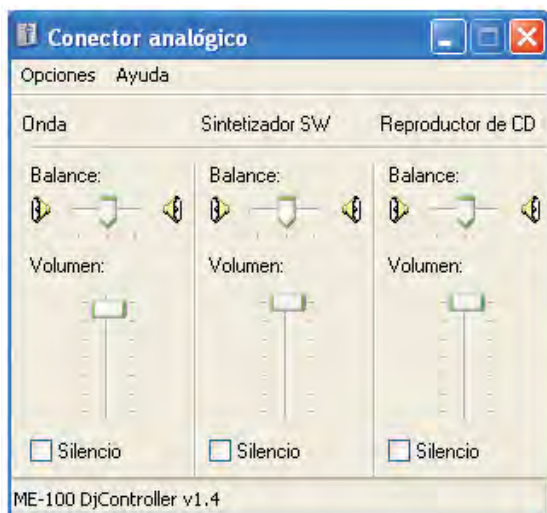 Conector analógico
Opciones Ayuda
Onda Sintetizador SW Reproductor de CD
Balance: Balance: Balance:
Volumen: Volumen: Volumen:
Silencio Silencio Silencio
ME-100 DjController v1.4